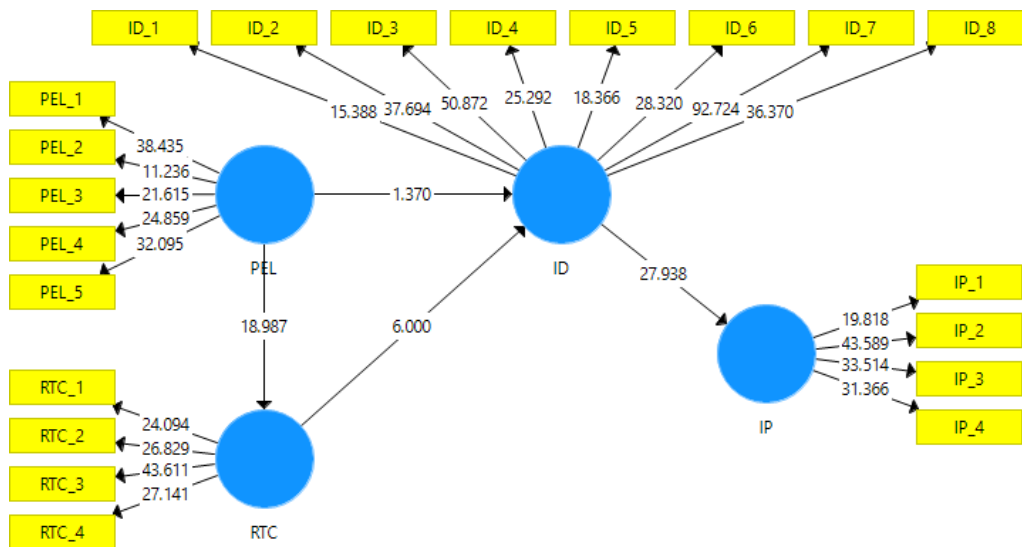 ID_1
ID_2
ID_3
ID_4
ID_5
ID_6
ID_7
ID_8
15.388
37.694
50.872
25.292
18.366
28.320
92.724
36.370
PEL_1
PEL_2
PEL_3
PEL_4
PEL_5
38.435
11.236
21.615
24.859
32.095
PEL
1.370
ID
18.987
6.000
27.938
IP_1
IP_2
IP_3
IP_4
19.818
43.589
33.514
31.366
IP
RTC_1
RTC_2
RTC_3
RTC_4
24.094
26.829
43.611
27.141
RTC